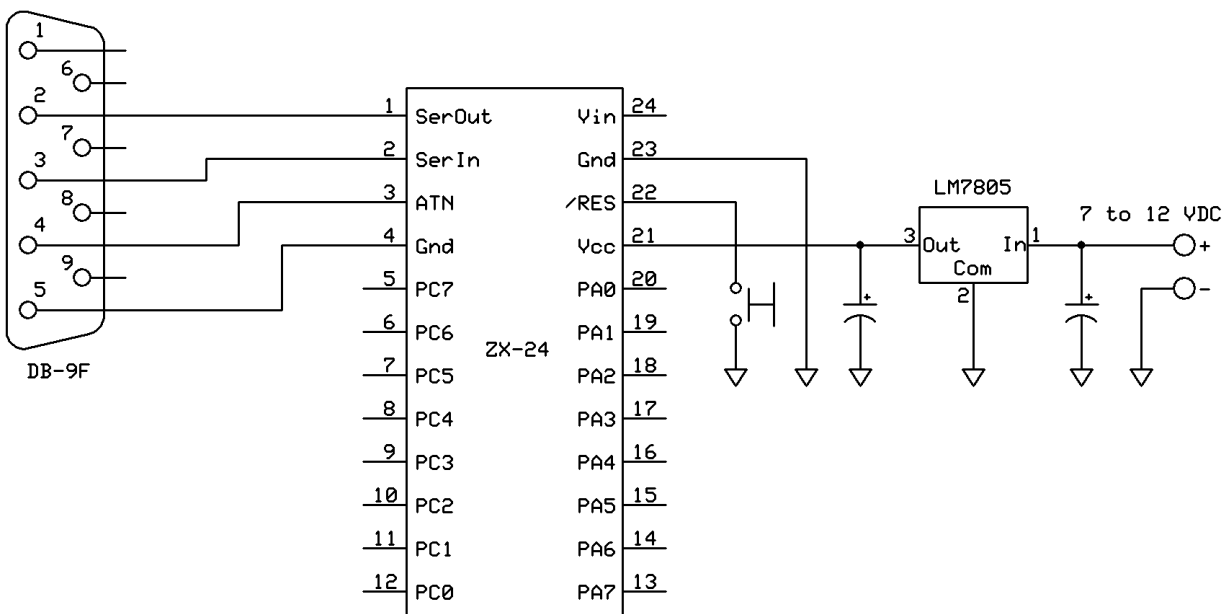 1
6
2
7
3
8
4
9
5
DB-9F
1 SerOut Vin 24
2 SerIn Gnd 23
3 ATN /RES 22
4 Gnd Vcc 21
5 PC7 PA0 20
6 PC6 PA1 19
ZX-24
7 PC5 PA2 18
8 PC4 PA3 17
9 PC3 PA4 16
10 PC2 PA5 15
11 PC1 PA6 14
12 PC0 PA7 13
LM7805
3 Out In 1
Com
2
7 to 12 VDC
+
-
+
+